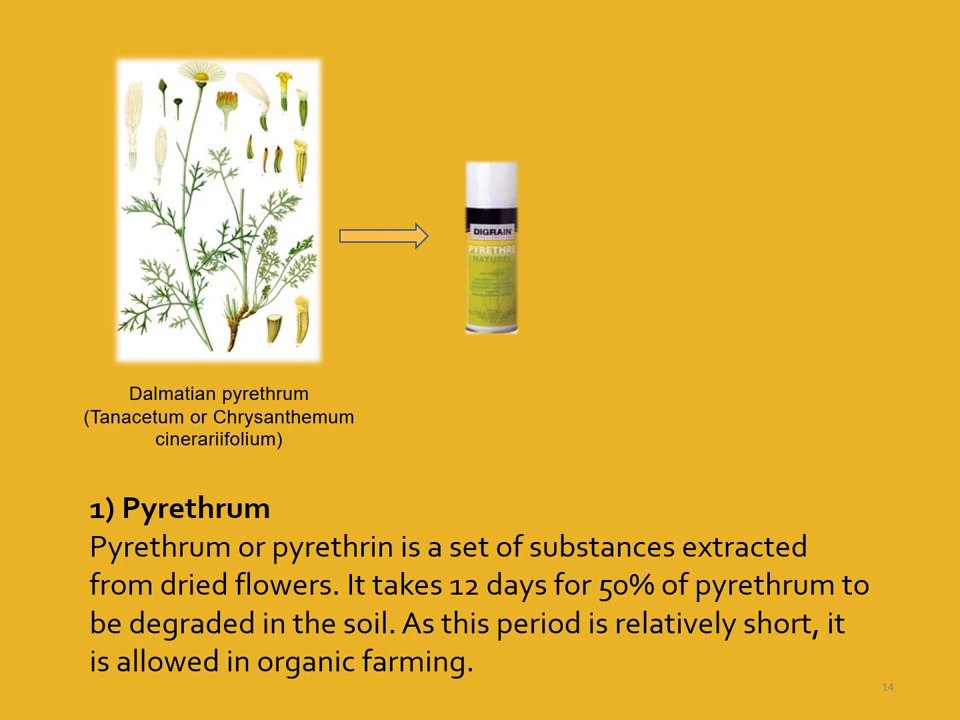 DIGRAIN
PYRETHRE
NATUREL
Dalmatian pyrethrum
(Tanacetum or Chrysanthemum
cinerariifolium)
1) Pyrethrum
Pyrethrum or pyrethrin is a set of substances extracted
from dried flowers. It takes 12 days for 50% of pyrethrum to
be degraded in the soil. As this period is relatively short, it
is allowed in organic farming.
14